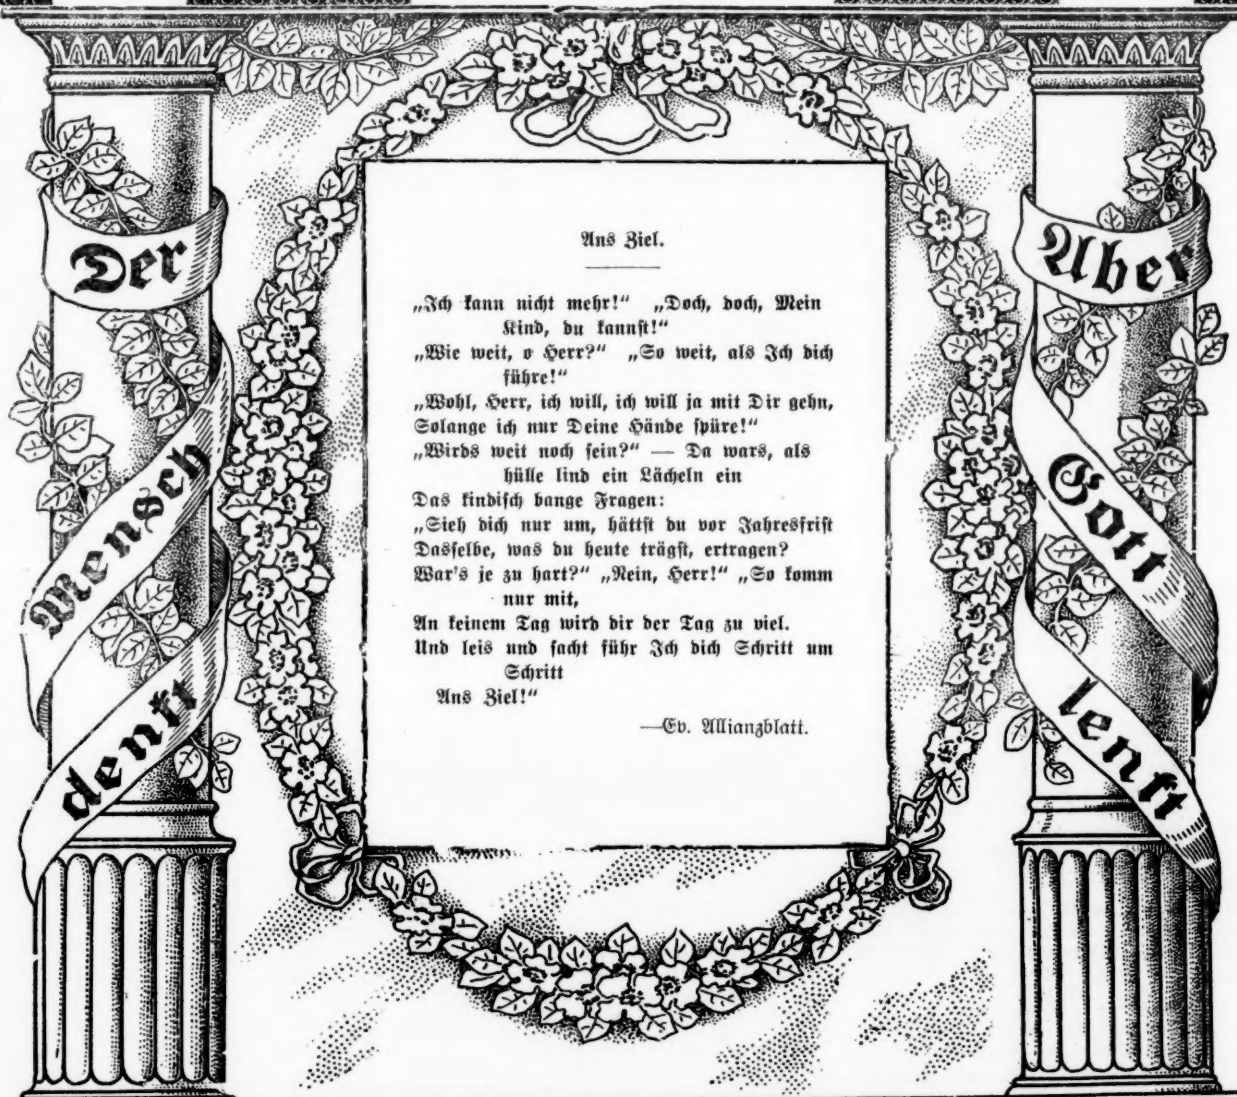 Der
Mensch
denkt
Aber
Gott
lenkt
Ans Ziel.
„Ich kann nicht mehr!“ „Doch, doch, Mein
Kind, du kannst!“
„Wie weit, o Herr?“ „So weit, als Ich dich
führe!“
„Wohl, Herr, ich will, ich will ja mit Dir gehn,
Solange ich nur Deine Hände spüre!“
„Wirds weit noch sein?“ — Da wars, als
hülle lind ein Lächeln ein
Das kindisch bange Fragen:
„Sieh dich nur um, hättst du vor Jahresfrist
Dasselbe, was du heute trägst, ertragen?
War's je zu hart?“ „Nein, Herr!“ „So komm
nur mit,
An keinem Tag wird dir der Tag zu viel.
Und leis und sacht führ Ich dich Schritt um
Schritt
Ans Ziel!“
—Ev. Allianzblatt.